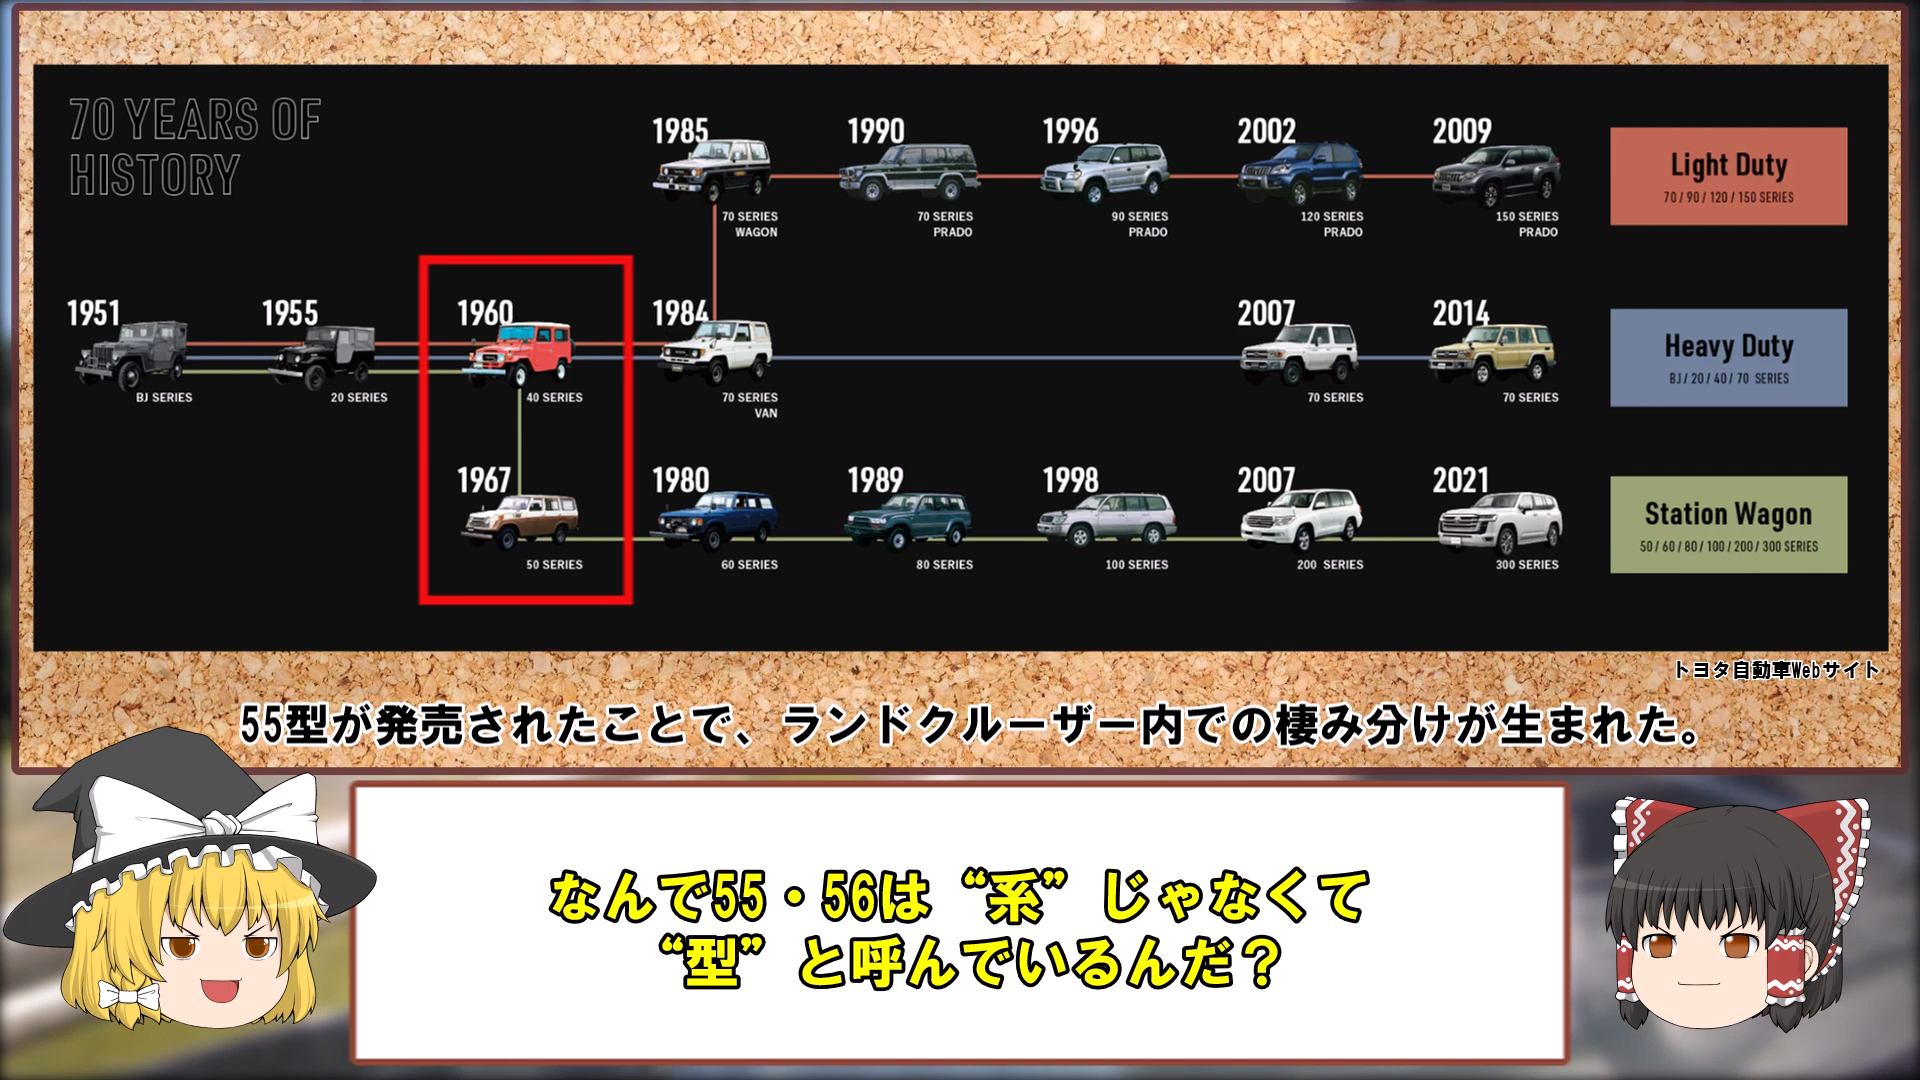 70 YEARS OF
HISTORY
1985
70 SERIES
WAGON
1990
70 SERIES
PRADO
1996
90 SERIES
PRADO
2002
120 SERIES
PRADO
2009
150 SERIES
PRADO
Light Duty
70 / 90 / 120 / 150 SERIES
1951
BJ SERIES
1955
20 SERIES
1960
40 SERIES
1984
70 SERIES
VAN
2007
70 SERIES
2014
70 SERIES
Heavy Duty
BJ / 20 / 40 / 70 SERIES
1967
50 SERIES
1980
60 SERIES
1989
80 SERIES
1998
100 SERIES
2007
200 SERIES
2021
300 SERIES
Station Wagon
50 / 60 / 80 / 100 / 200 / 300 SERIES
トヨタ自動車Webサイト
55型が発売されたことで、ランドクルーザー内での棲み分けが生まれた。
なんで55・56は“系”じゃなくて
“型”と呼んでいるんだ？